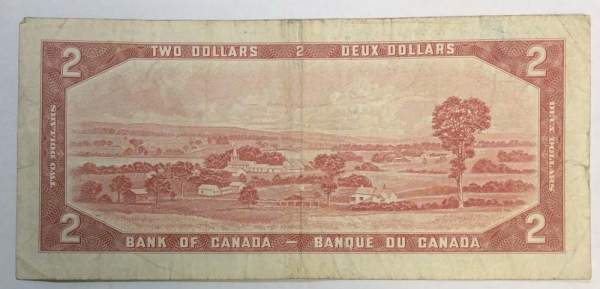 TWO DOLLARS 2 DEUX DOLLARS
2 2
TWO DOLLARS
DEUX DOLLARS
2 2
BANK OF CANADA — BANQUE DU CANADA